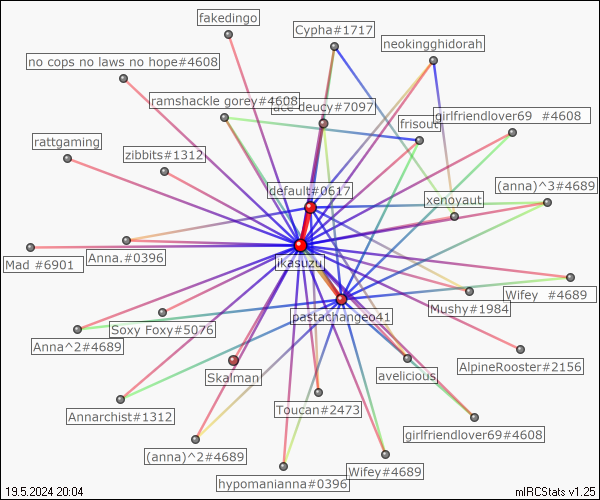 fakedingo
Cypha#1717
neokingghidorah
no cops no laws no hope#4608
ramshackle gorey#4608
ace deucy#7097
frisout
girlfriendlover69 #4608
rattgaming
zibbits#1312
default#0617
(anna)^3#4689
xenoyaut
Anna.#0396
ikasuzu
Mad #6901
Wifey #4689
Mushy#1984
pastachangeo41
Soxy Foxy#5076
Anna^2#4689
AlpineRooster#2156
Skalman
avelicious
Annarchist#1312
Toucan#2473
girlfriendlover69#4608
(anna)^2#4689
hypomanianna#0396
Wifey#4689
19.5.2024 20:04
mIRCStats v1.25